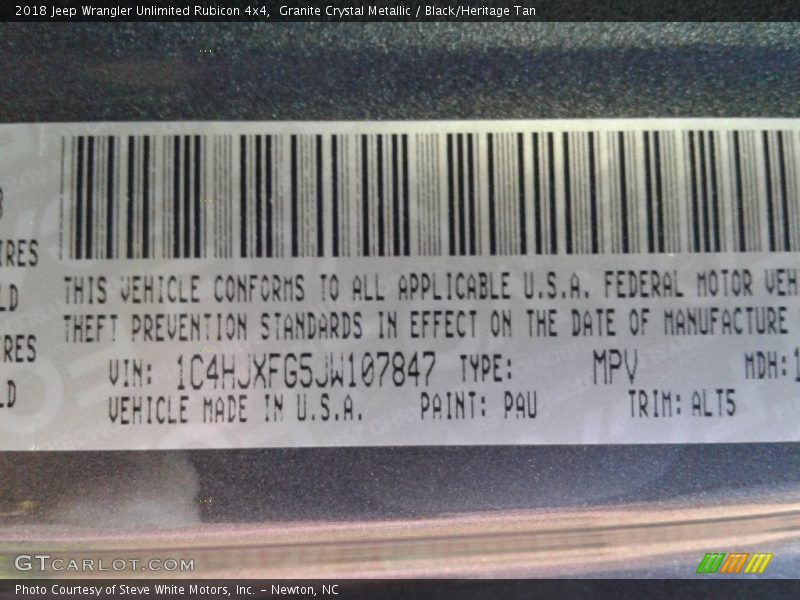 2018 Jeep Wrangler Unlimited Rubicon 4x4, Granite Crystal Metallic / Black/Heritage Tan
IRES
LD
THIS VEHICLE CONFORMS TO ALL APPLICABLE U.S.A. FEDERAL MOTOR VEH
THEFT PREVENTION STANDARDS IN EFFECT ON THE DATE OF MANUFACTURE
RES
LD
VIN: 1C4HJXFG5JW107847 TYPE: MPV MDH:1
VEHICLE MADE IN U.S.A. PAINT: PAU TRIM: ALT5
GTCARLOT.COM
Photo Courtesy of Steve White Motors, Inc. – Newton, NC